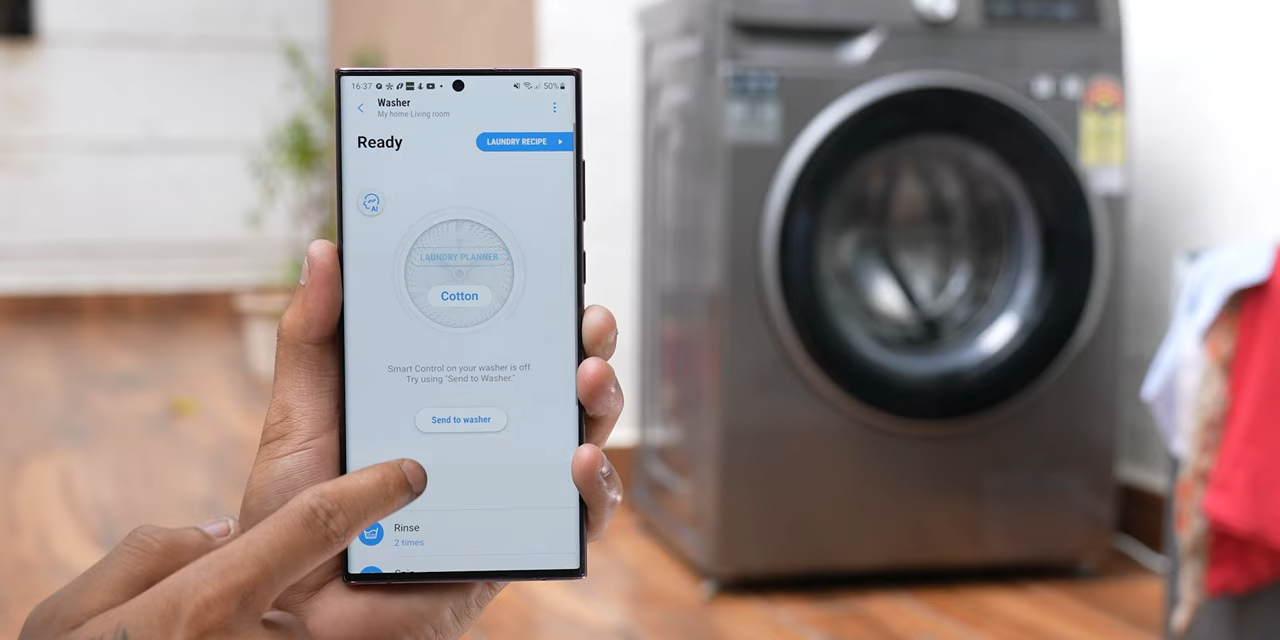 16:37
50%
Washer
My home·Living room
Ready
LAUNDRY RECIPE
AI
LAUNDRY PLANNER
Cotton
Smart Control on your washer is off.
Try using "Send to Washer."
Send to washer
Rinse
2 times